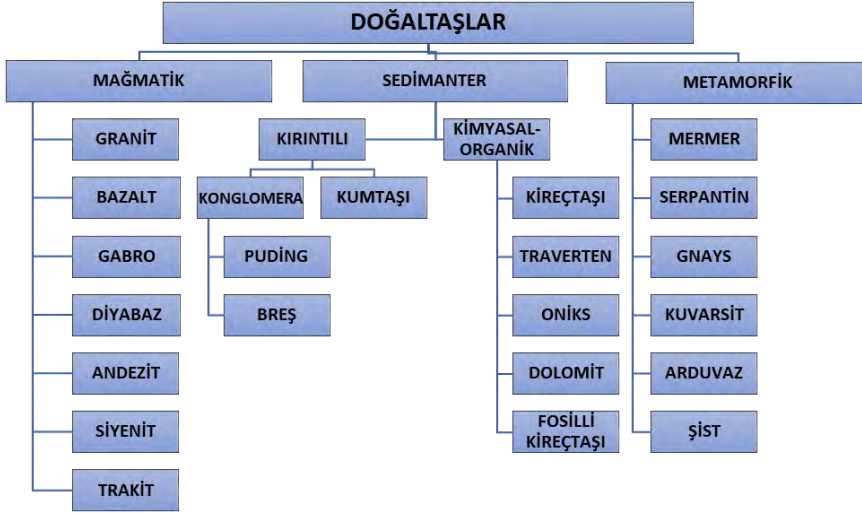 DOĞALTAŞLAR
MAĞMATİK
SEDİMANTER
METAMORFİK
GRANİT
BAZALT
GABRO
DİYABAZ
ANDEZİT
SİYENİT
TRAKİT
KIRINTILI
KONGLOMERA
KUMTAŞI
PUDİNG
BREŞ
KİMYASAL-
ORGANİK
KİREÇTAŞI
TRAVERTEN
ONİKS
DOLOMİT
FOSİLLİ
KİREÇTAŞI
MERMER
SERPANTİN
GNAYS
KUVARSİT
ARDUVAZ
ŞİST